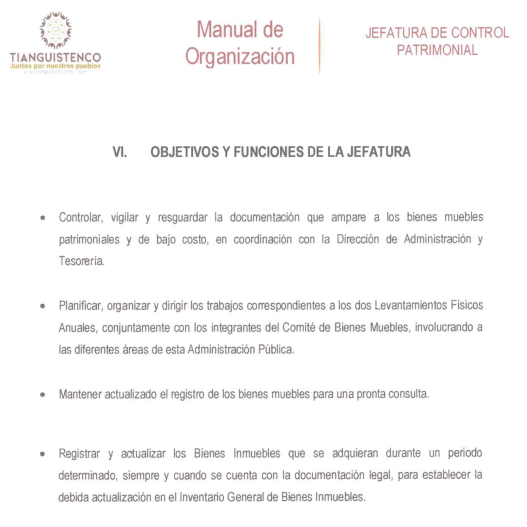 TIANGUISTENCO
Juntos por nuestros pueblos
Manual de
Organización
JEFATURA DE CONTROL
PATRIMONIAL
VI. OBJETIVOS Y FUNCIONES DE LA JEFATURA
• Controlar, vigilar y resguardar la documentación que ampare a los bienes muebles
patrimoniales y de bajo costo, en coordinación con la Dirección de Administración y
Tesorería.
• Planificar, organizar y dirigir los trabajos correspondientes a los dos Levantamientos Físicos
Anuales, conjuntamente con los integrantes del Comité de Bienes Muebles, involucrando a
las diferentes áreas de esta Administración Pública.
• Mantener actualizado el registro de los bienes muebles para una pronta consulta.
• Registrar y actualizar los Bienes Inmuebles que se adquieran durante un periodo
determinado, siempre y cuando se cuenta con la documentación legal, para establecer la
debida actualización en el Inventario General de Bienes Inmuebles.